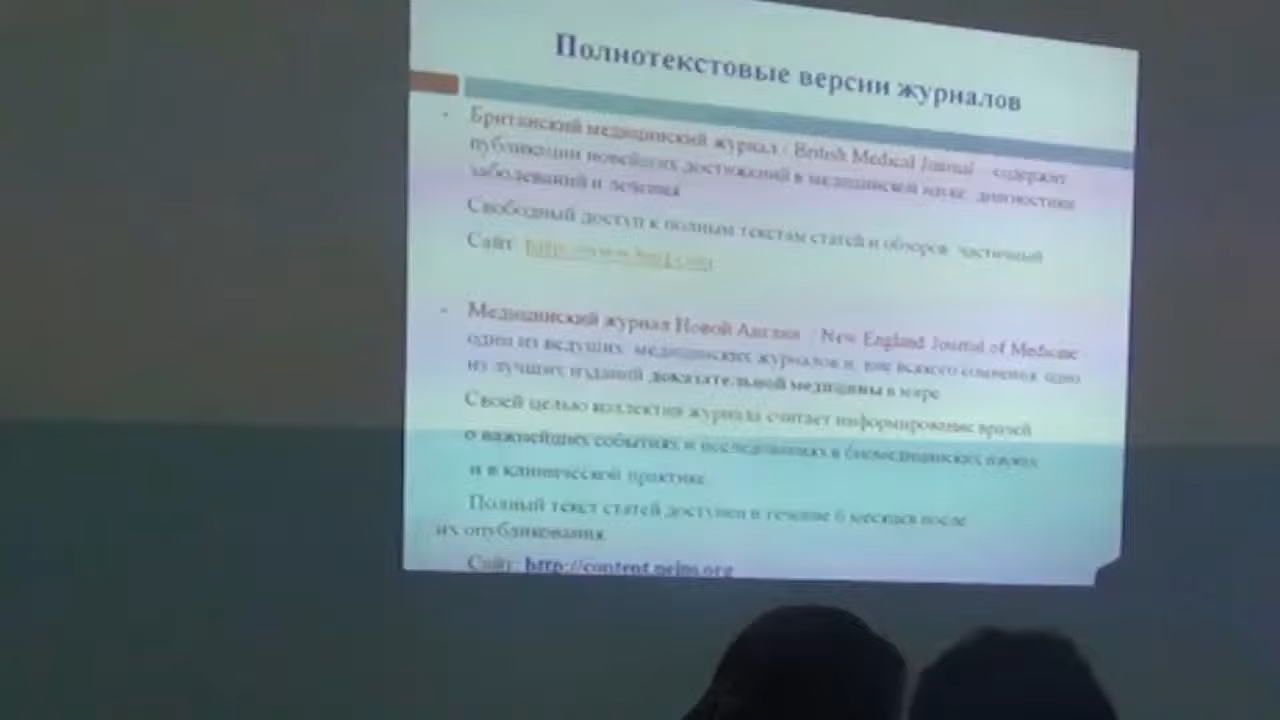 Полнотекстовые версии журналов
Британский медицинский журнал / British Medical Journal содержит
публикации новейших достижений в медицинской науке, диагностики
заболеваний и лечения
Свободный доступ к полным текстам статей и обзоров частичный
Сайт: http://www.bmj.com
Медицинский журнал Новой Англии / New England Journal of Medicine
один из ведущих медицинских журналов и, вне всякого сомнения, одно
из лучших изданий доказательной медицины в мире
Своей целью коллектив журнала считает информирование врачей
о важнейших событиях и исследованиях в биомедицинских науках
и в клинической практике
Полный текст статей доступен в течение 6 месяцев после
их опубликования
Сайт: http://content.nejm.org